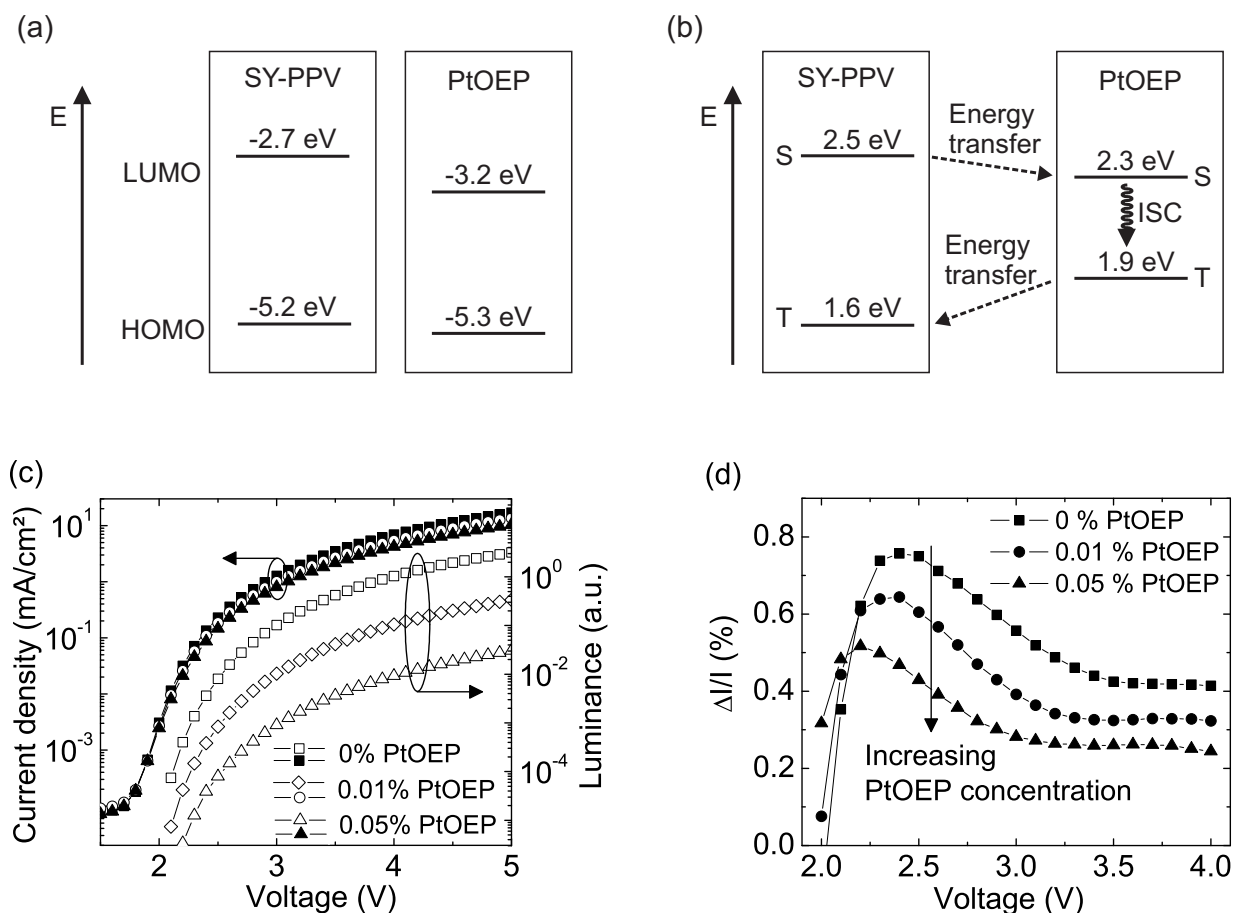 (a)
SY-PPV
PtOEP
E
LUMO
-2.7 eV
-3.2 eV
HOMO
-5.2 eV
-5.3 eV
(b)
SY-PPV
PtOEP
E
Energy
transfer
S
2.5 eV
2.3 eV
S
ISC
Energy
transfer
1.9 eV
T
T
1.6 eV
(c)
Current density (mA/cm²)
10¹
10⁻¹
10⁻³
Luminance (a.u.)
10⁰
10⁻²
10⁻⁴
0% PtOEP
0.01% PtOEP
0.05% PtOEP
2 3 4 5
Voltage (V)
(d)
ΔI/I (%)
0.8
0.6
0.4
0.2
0.0
0 % PtOEP
0.01 % PtOEP
0.05 % PtOEP
Increasing
PtOEP concentration
2.0 2.5 3.0 3.5 4.0
Voltage (V)